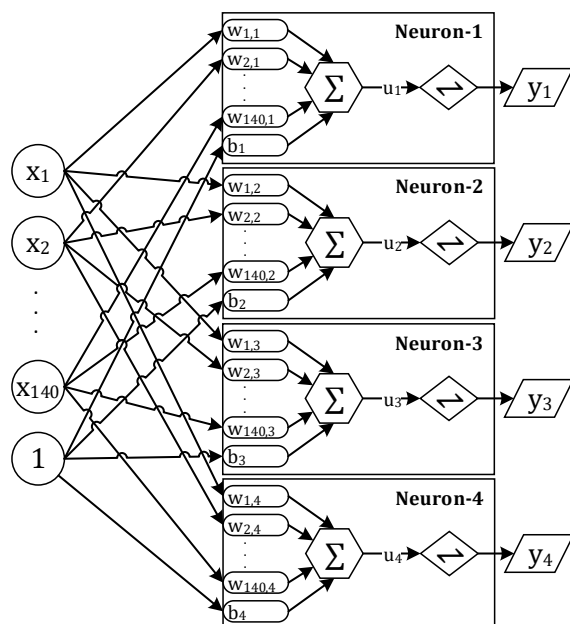 x1
x2
.
.
.
x140
1
Neuron-1
w1,1
w2,1
w140,1
b1
Σ
u1
y1
Neuron-2
w1,2
w2,2
w140,2
b2
Σ
u2
y2
Neuron-3
w1,3
w2,3
w140,3
b3
Σ
u3
y3
Neuron-4
w1,4
w2,4
w140,4
b4
Σ
u4
y4